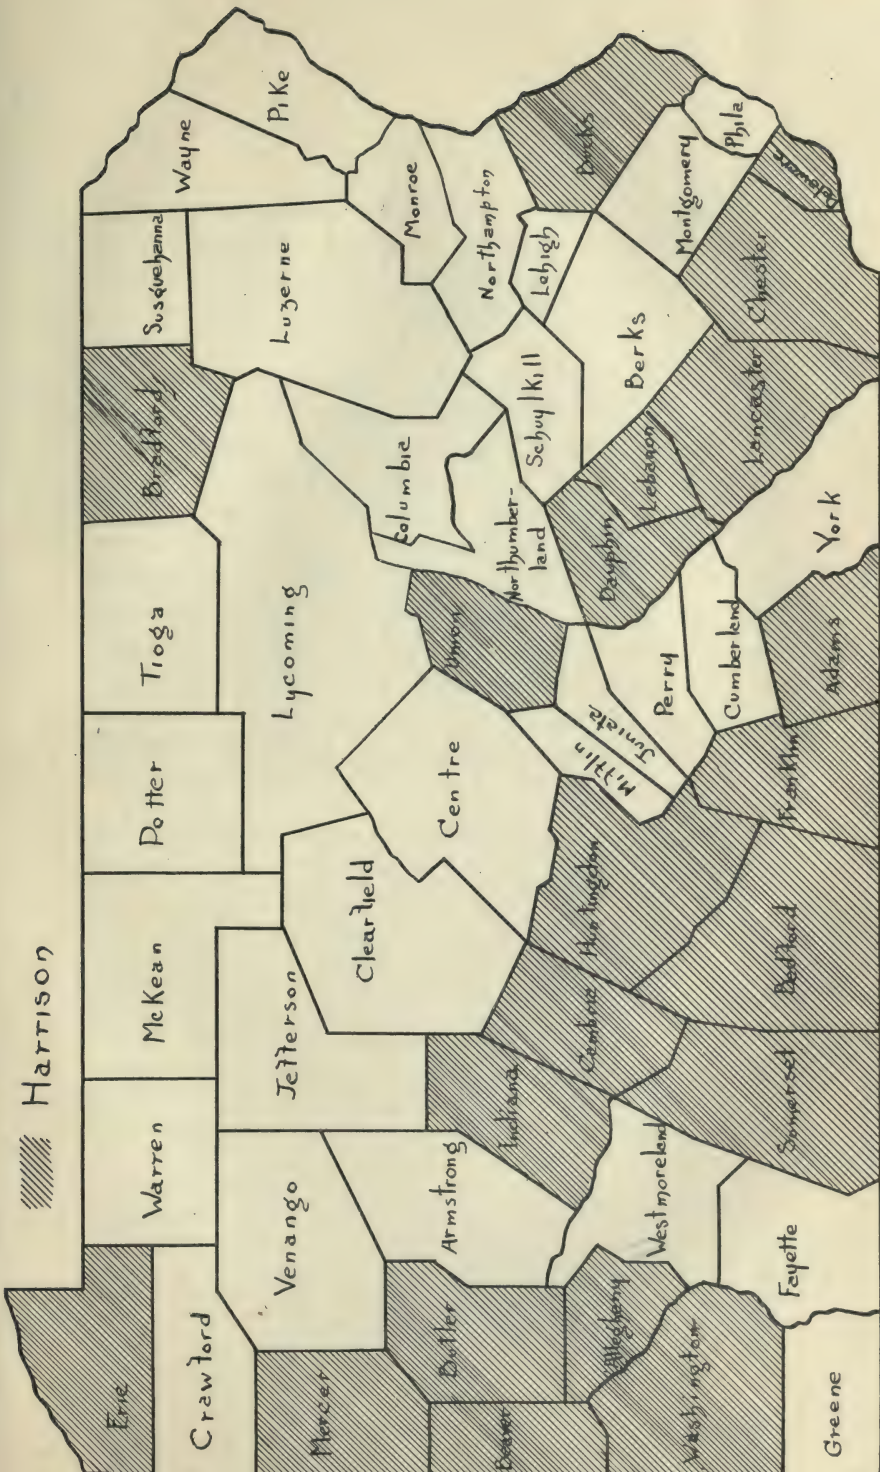 Harrison
Erie
Crawford
Mercer
Beaver
Butler
Venango
Warren
McKean
Potter
Tioga
Bradford
Susquehanna
Wayne
Pike
Luzerne
Monroe
Northampton
Lehigh
Bucks
Montgomery
Phila
Delaware
Chester
Lancaster
Berks
Schuylkill
Lebanon
Dauphin
Northumber-
land
Columbia
Lycoming
Union
Centre
Clearfield
Jefferson
Armstrong
Indiana
Cambria
Huntingdon
Mifflin
Juniata
Perry
Cumberland
York
Adams
Franklin
Bedford
Somerset
Westmoreland
Fayette
Allegheny
Washington
Greene